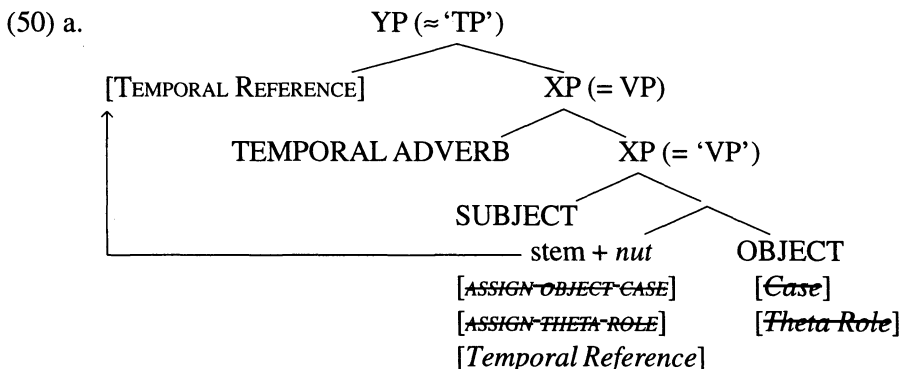 (50) a. YP (≈ ‘TP’)
[TEMPORAL REFERENCE] XP (= VP)
TEMPORAL ADVERB XP (= ‘VP’)
SUBJECT
stem + nut OBJECT
[ASSIGN OBJECT CASE] [Case]
[ASSIGN THETA ROLE] [Theta Role]
[Temporal Reference]